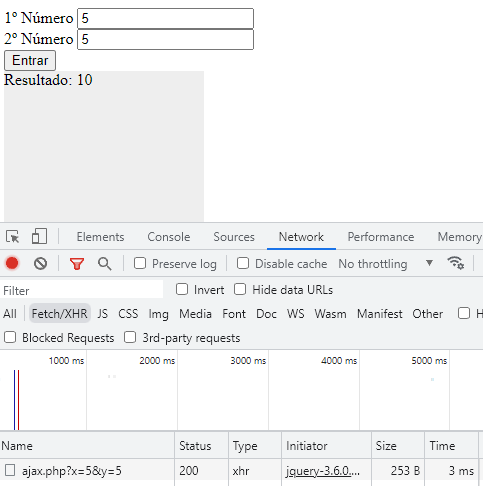 1º Número 5
2º Número 5
Entrar
Resultado: 10
Elements Console Sources Network Performance Memory
Preserve log Disable cache No throttling
Filter Invert Hide data URLs
All Fetch/XHR JS CSS Img Media Font Doc WS Wasm Manifest Other H
Blocked Requests 3rd-party requests
1000 ms 2000 ms 3000 ms 4000 ms 5000 ms
Name Status Type Initiator Size Time
ajax.php?x=5&y=5 200 xhr jquery-3.6.0.... 253 B 3 ms